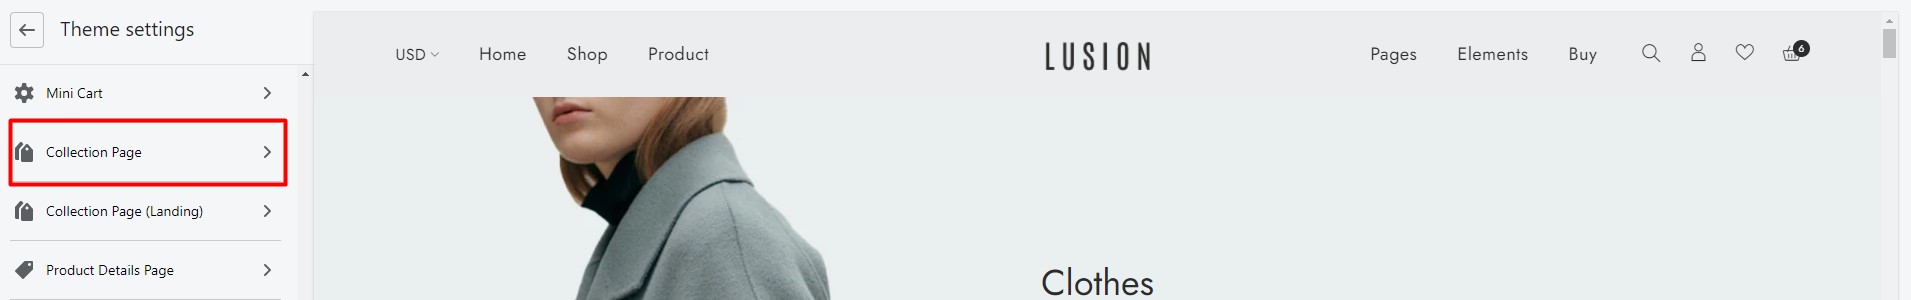 Theme settings
Mini Cart
Collection Page
Collection Page (Landing)
Product Details Page
USD Home Shop Product LUSION Pages Elements Buy 6
Clothes